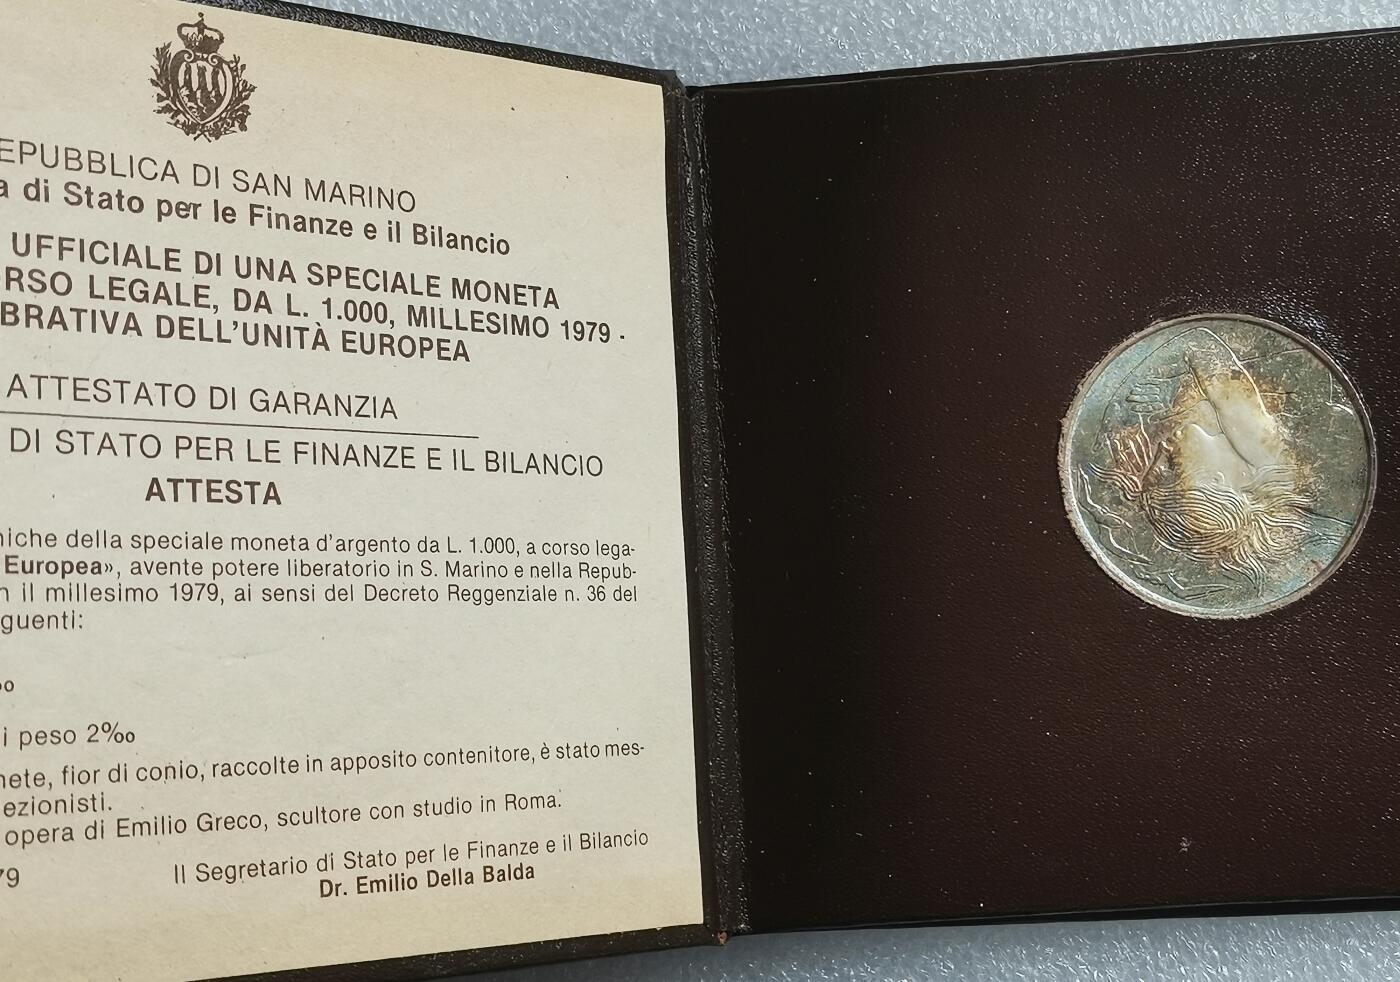 EPUBBLICA DI SAN MARINO
a di Stato per le Finanze e il Bilancio
UFFICIALE DI UNA SPECIALE MONETA
RSO LEGALE, DA L. 1.000, MILLESIMO 1979 -
BRATIVA DELL'UNITÀ EUROPEA
ATTESTATO DI GARANZIA
DI STATO PER LE FINANZE E IL BILANCIO
ATTESTA
niche della speciale moneta d'argento da L. 1.000, a corso lega-
Europea», avente potere liberatorio in S. Marino e nella Repub-
n il millesimo 1979, ai sensi del Decreto Reggenziale n. 36 del
guenti:
i peso 2‰
nete, fior di conio, raccolte in apposito contenitore, è stato mes-
ezionisti.
opera di Emilio Greco, scultore con studio in Roma.
79
Il Segretario di Stato per le Finanze e il Bilancio
Dr. Emilio Della Balda